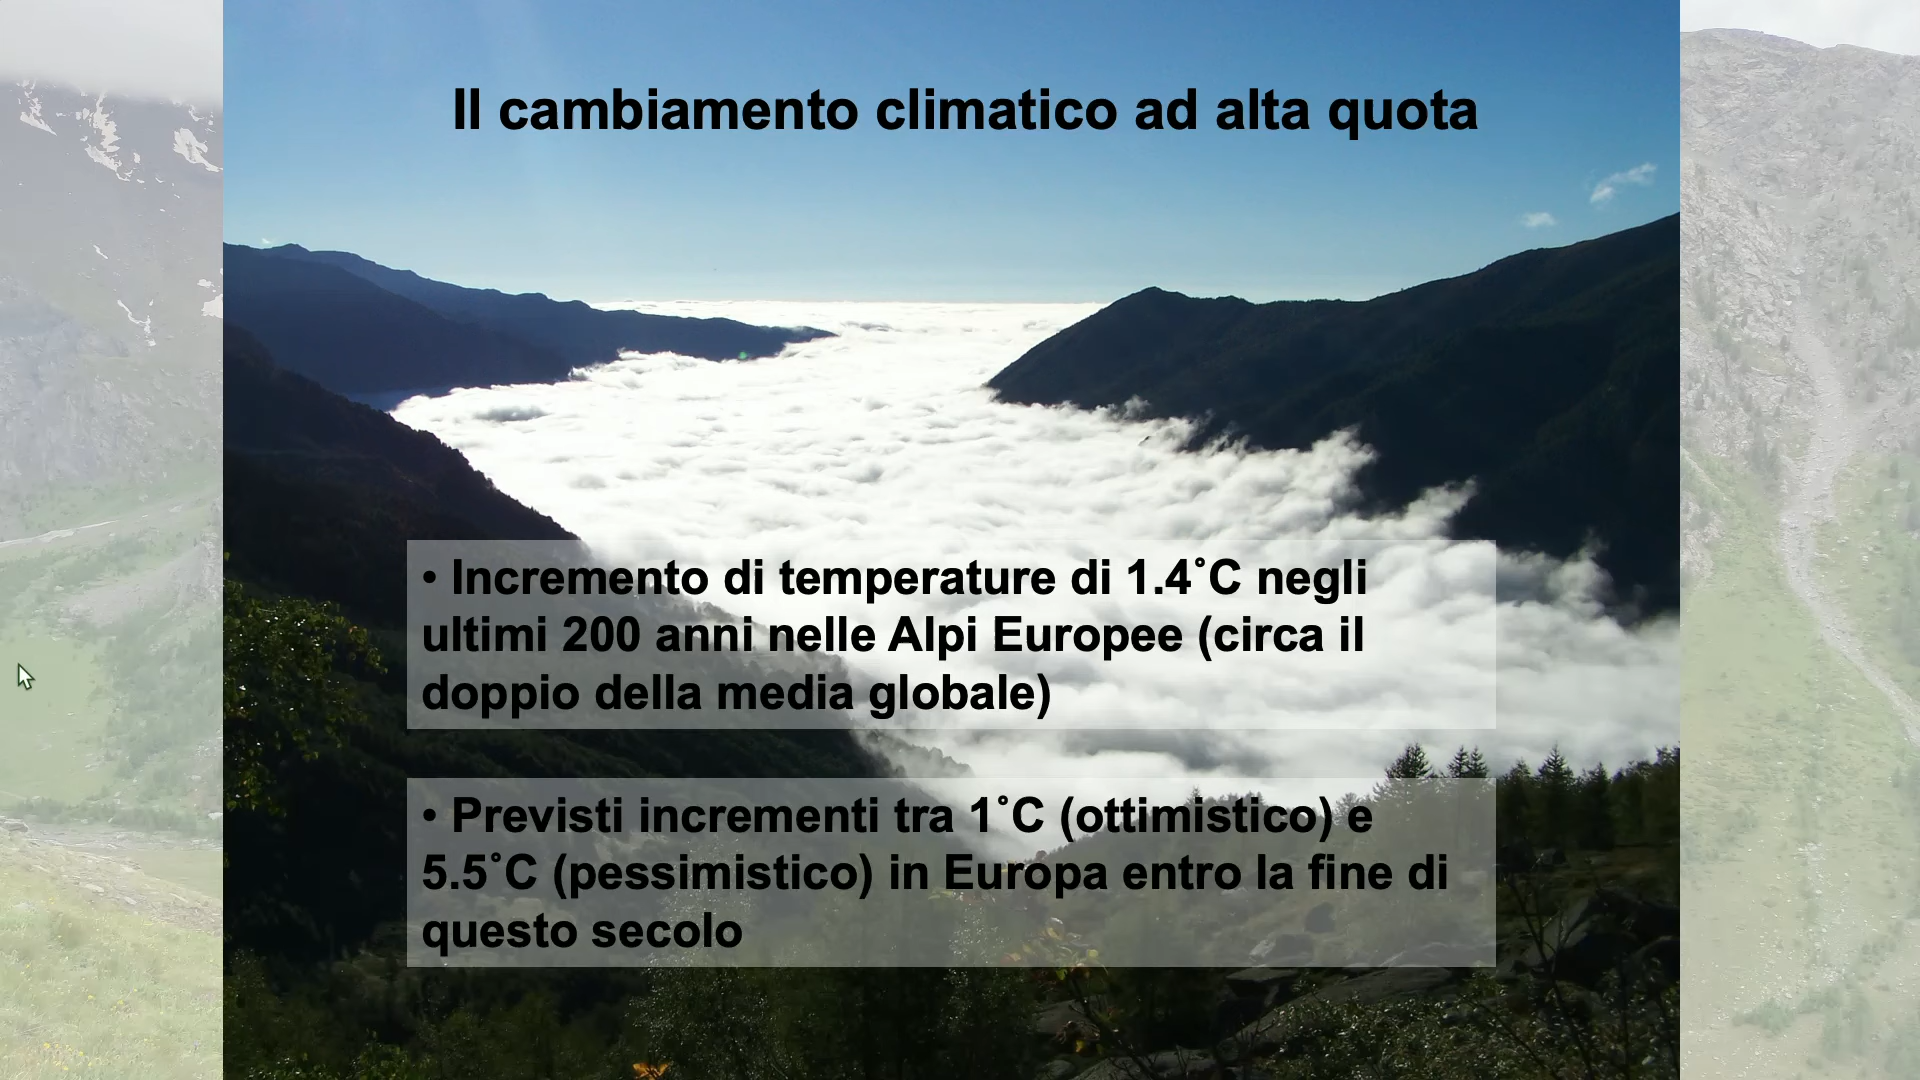 Il cambiamento climatico ad alta quota
• Incremento di temperature di 1.4˚C negli
ultimi 200 anni nelle Alpi Europee (circa il
doppio della media globale)
• Previsti incrementi tra 1˚C (ottimistico) e
5.5˚C (pessimistico) in Europa entro la fine di
questo secolo